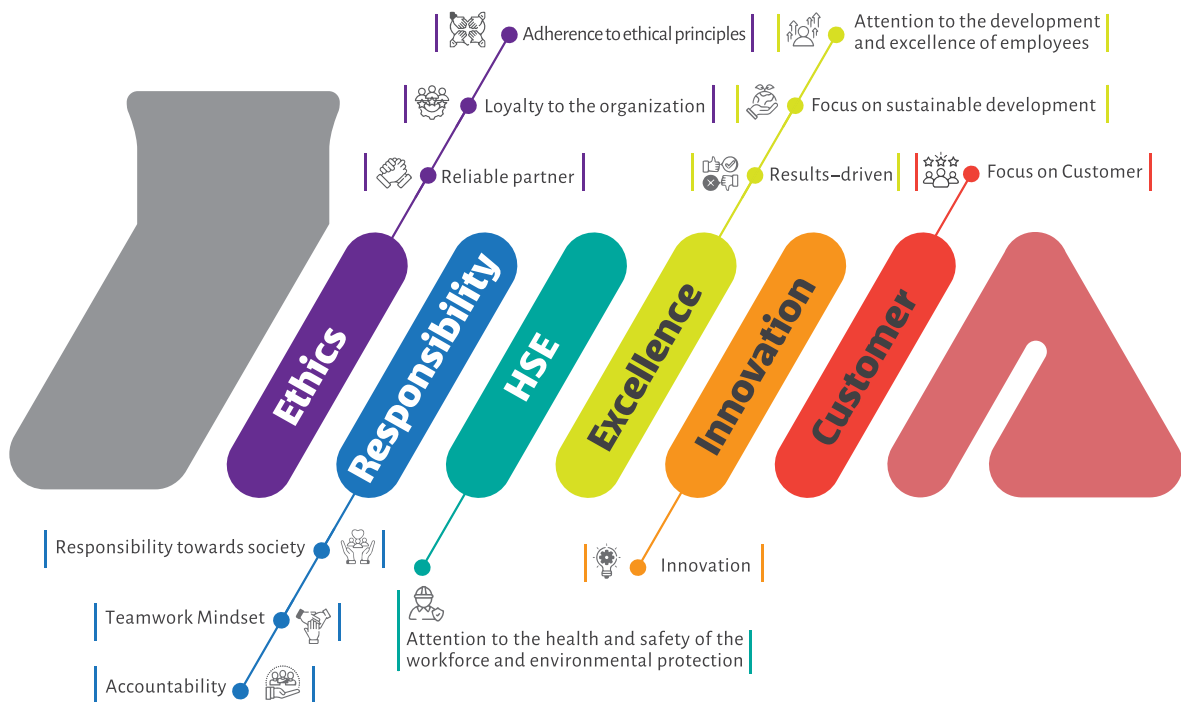 Adherence to ethical principles
Loyalty to the organization
Reliable partner
Attention to the development
and excellence of employees
Focus on sustainable development
Results–driven
Focus on Customer
Ethics
Responsibility
HSE
Excellence
Innovation
Customer
Responsibility towards society
Teamwork Mindset
Accountability
Attention to the health and safety of the
workforce and environmental protection
Innovation